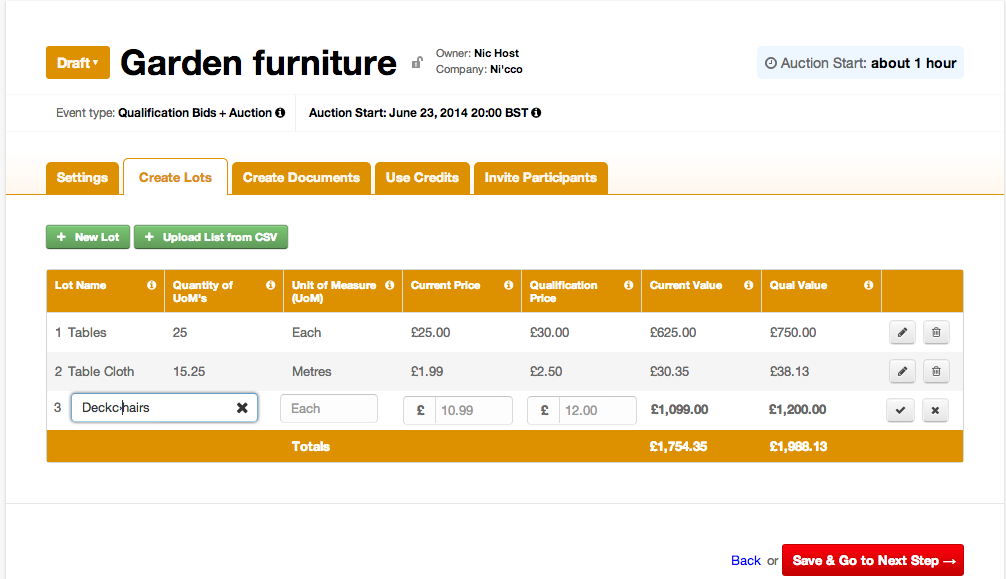 Draft
Garden furniture
Owner: Nic Host
Company: Ni'cco
Auction Start: about 1 hour
Event type: Qualification Bids + Auction
Auction Start: June 23, 2014 20:00 BST
Settings Create Lots Create Documents Use Credits Invite Participants
+ New Lot + Upload List from CSV
Lot Name Quantity of UoM's Unit of Measure (UoM) Current Price Qualification Price Current Value Qual Value
1 Tables 25 Each £25.00 £30.00 £625.00 £750.00
2 Table Cloth 15.25 Metres £1.99 £2.50 £30.35 £38.13
3 Deckchairs Each £ 10.99 £ 12.00 £1,099.00 £1,200.00
Totals £1,754.35 £1,988.13
Back or Save & Go to Next Step →